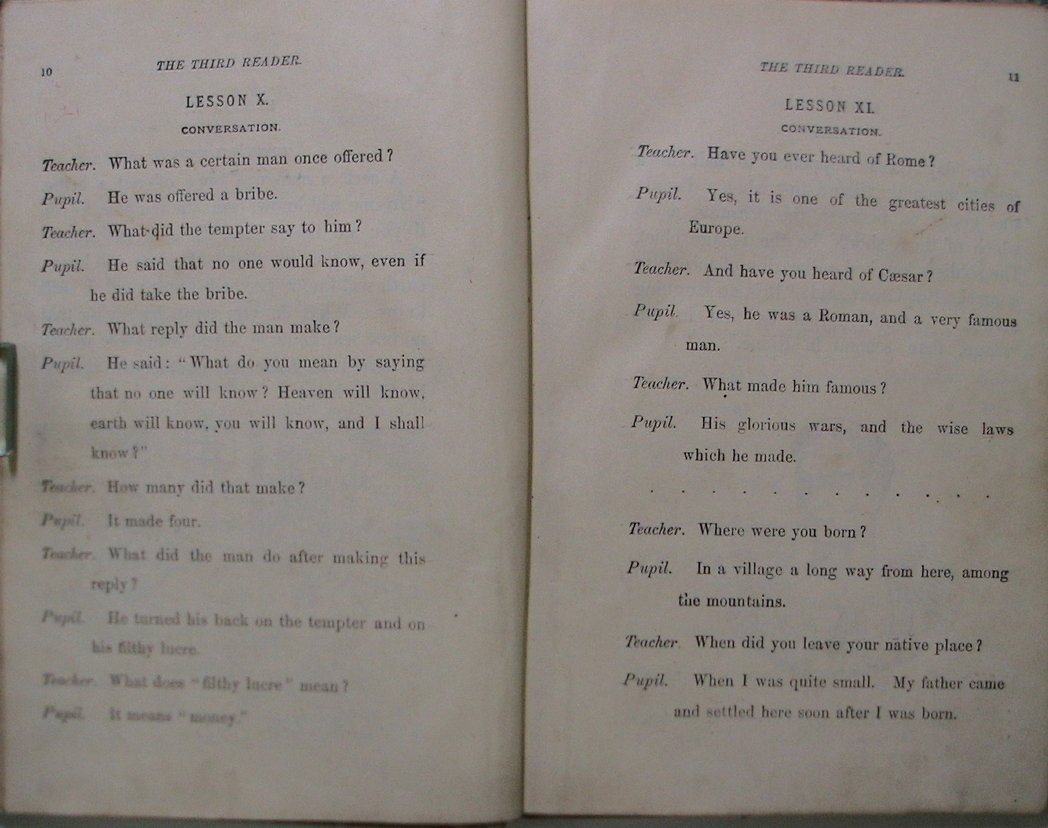 10
THE THIRD READER.
LESSON X.
CONVERSATION.
Teacher. What was a certain man once offered?
Pupil. He was offered a bribe.
Teacher. What did the tempter say to him?
Pupil. He said that no one would know, even if
he did take the bribe.
Teacher. What reply did the man make?
Pupil. He said: "What do you mean by saying
that no one will know? Heaven will know,
earth will know, you will know, and I shall
know?"
Teacher. How many did that make?
Pupil. It made four.
Teacher. What did the man do after making this
reply?
Pupil. He turned his back on the tempter and on
his filthy lucre.
Teacher. What does "filthy lucre" mean?
Pupil. It means "money."
THE THIRD READER.
11
LESSON XI.
CONVERSATION.
Teacher. Have you ever heard of Rome?
Pupil. Yes, it is one of the greatest cities of
Europe.
Teacher. And have you heard of Cæsar?
Pupil. Yes, he was a Roman, and a very famous
man.
Teacher. What made him famous?
Pupil. His glorious wars, and the wise laws
which he made.
. . . . . . . . . . . .
Teacher. Where were you born?
Pupil. In a village a long way from here, among
the mountains.
Teacher. When did you leave your native place?
Pupil. When I was quite small. My father came
and settled here soon after I was born.